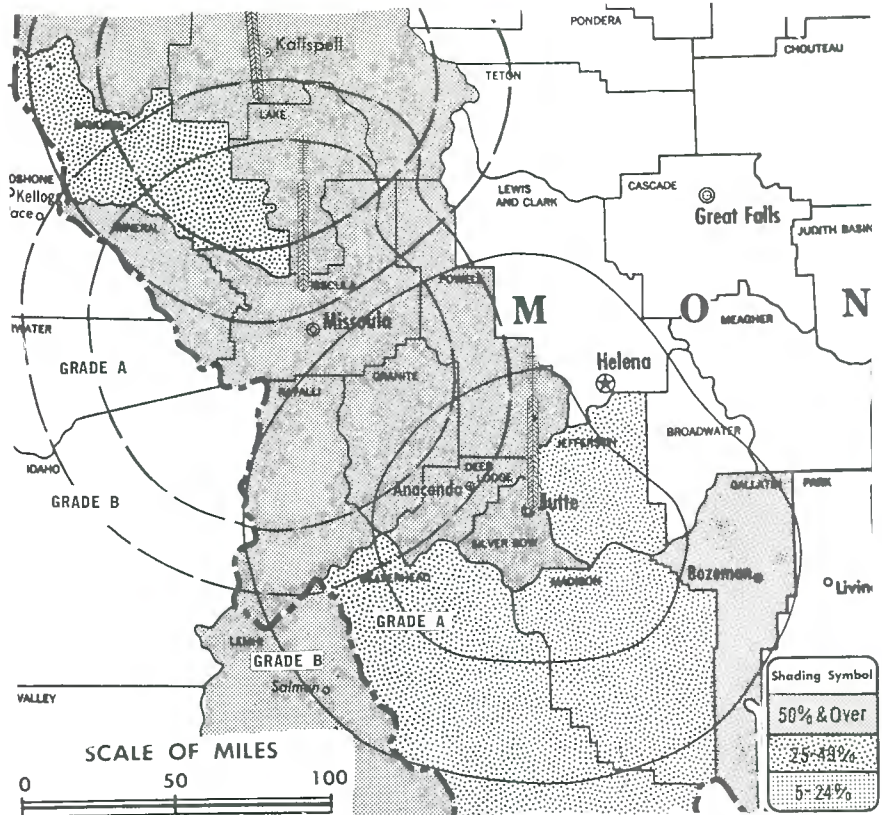 PONDERA
CHOUTEAU
Kalispell
TETON
LAKE
LEWIS
AND CLARK
CASCADE
Great Falls
JUDITH BASIN
Kellog
MINERAL
POWELL
M O N
MEAGHER
Missoula
GRADE A
Helena
RAVALLI
GRANITE
JEFFERSON
BROADWATER
IDAHO
DEER
LODGE
GALLATIN
PARK
GRADE B
Anaconda
Butte
SILVER BOW
BEAVERHEAD
MADISON
Bozeman
Livin
GRADE A
LEMHI
GRADE B
Salmon
VALLEY
Shading Symbol
50% & Over
25-49%
5-24%
SCALE OF MILES
0 50 100